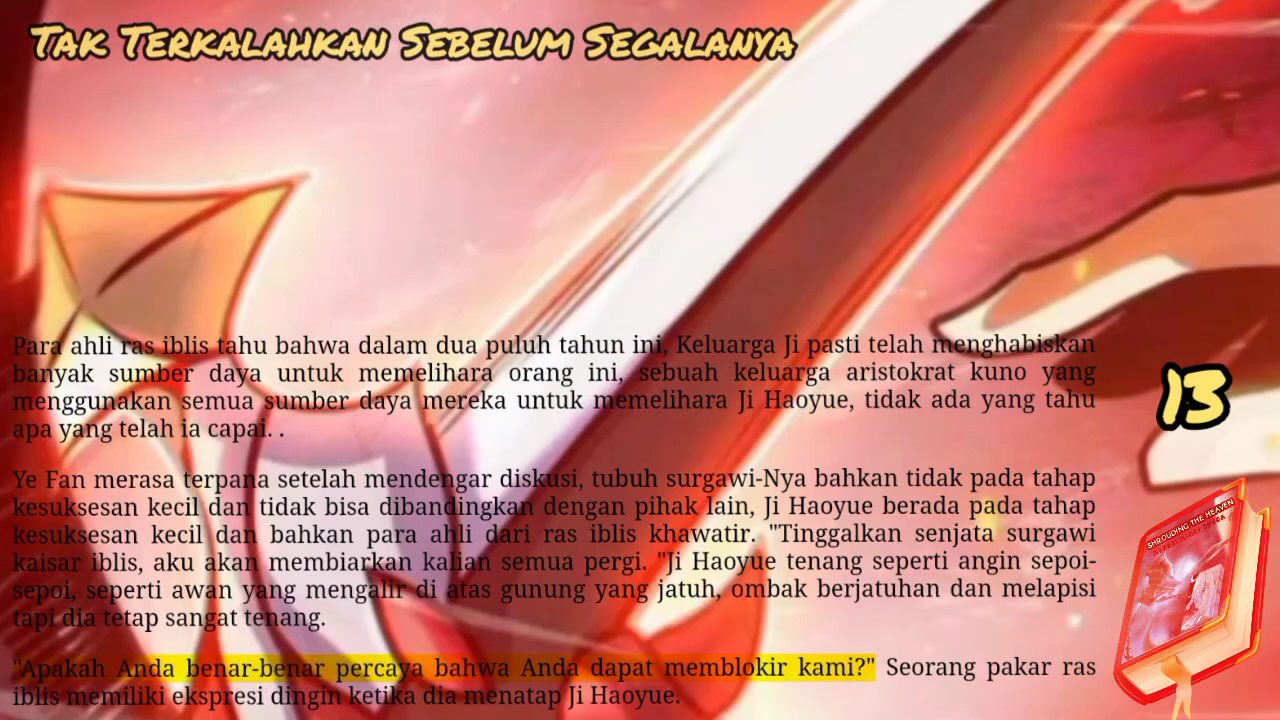 Tak Terkalahkan Sebelum Segalanya
Para ahli ras iblis tahu bahwa dalam dua puluh tahun ini, Keluarga Ji pasti telah menghabiskan
banyak sumber daya untuk memelihara orang ini, sebuah keluarga aristokrat kuno yang
menggunakan semua sumber daya mereka untuk memelihara Ji Haoyue, tidak ada yang tahu
apa yang telah ia capai. .
Ye Fan merasa terpana setelah mendengar diskusi, tubuh surgawi-Nya bahkan tidak pada tahap
kesuksesan kecil dan tidak bisa dibandingkan dengan pihak lain, Ji Haoyue berada pada tahap
kesuksesan kecil dan bahkan para ahli dari ras iblis khawatir. "Tinggalkan senjata surgawi
kaisar iblis, aku akan membiarkan kalian semua pergi. "Ji Haoyue tenang seperti angin sepoi-
sepoi, seperti awan yang mengalir di atas gunung yang jatuh, ombak berjatuhan dan melapisi
tapi dia tetap sangat tenang.
"Apakah Anda benar-benar percaya bahwa Anda dapat memblokir kami?" Seorang pakar ras
iblis memiliki ekspresi dingin ketika dia menatap Ji Haoyue.
13
SHROUDING THE HEAVEN